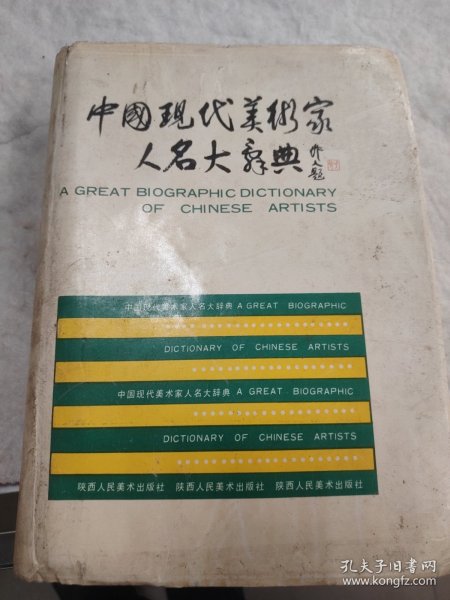 中國現代美術家
人名大辭典
A GREAT BIOGRAPHIC DICTIONARY
OF CHINESE ARTISTS
中国现代美术家人名大辞典 A GREAT BIOGRAPHIC
DICTIONARY OF CHINESE ARTISTS
中国现代美术家人名大辞典 A GREAT BIOGRAPHIC
DICTIONARY OF CHINESE ARTISTS
陕西人民美术出版社 陕西人民美术出版社 陕西人民美术出版社
孔夫子旧书网
www.kongfz.com